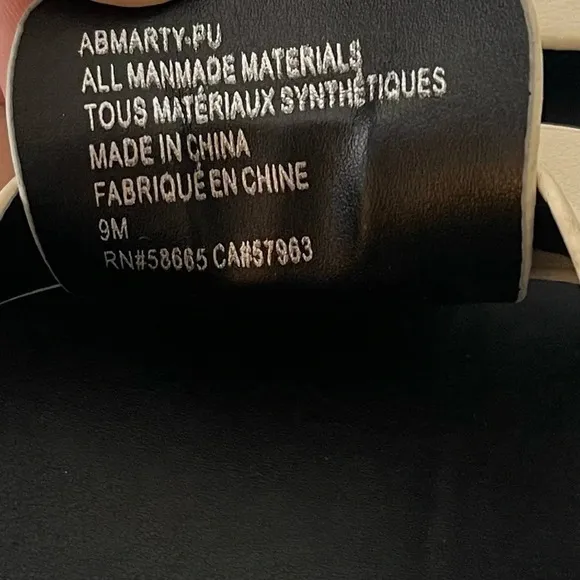 ABMARTY-PU
ALL MANMADE MATERIALS
TOUS MATÉRIAUX SYNTHÉTIQUES
MADE IN CHINA
FABRIQUÉ EN CHINE
9M
RN#58665 CA#57963